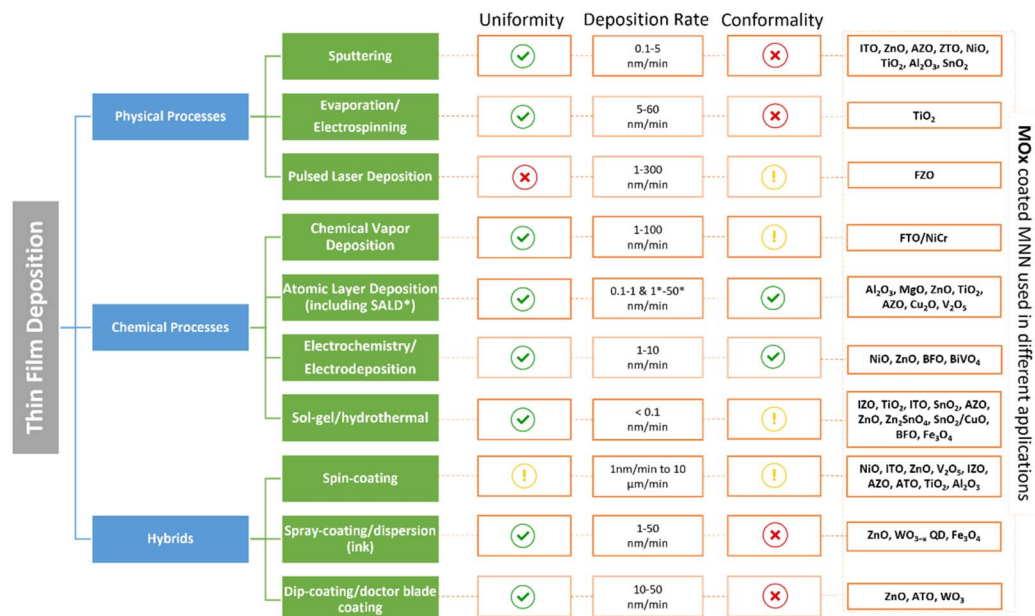 Uniformity
Deposition Rate
Conformality
Thin Film Deposition
Physical Processes
Sputtering
0.1-5
nm/min
ITO, ZnO, AZO, ZTO, NiO,
TiO₂, Al₂O₃, SnO₂
Evaporation/
Electrospinning
5-60
nm/min
TiO₂
Pulsed Laser Deposition
1-300
nm/min
FZO
Chemical Processes
Chemical Vapor
Deposition
1-100
nm/min
FTO/NiCr
Atomic Layer Deposition
(including SALD*)
0.1-1 & 1*-50*
nm/min
Al₂O₃, MgO, ZnO, TiO₂,
AZO, Cu₂O, V₂O₅
Electrochemistry/
Electrodeposition
1-10
nm/min
NiO, ZnO, BFO, BiVO₄
Sol-gel/hydrothermal
< 0.1
nm/min
IZO, TiO₂, ITO, SnO₂, AZO,
ZnO, Zn₂SnO₄, SnO₂/CuO,
BFO, Fe₃O₄
Hybrids
Spin-coating
1nm/min to 10
µm/min
NiO, ITO, ZnO, V₂O₅, IZO,
AZO, ATO, TiO₂, Al₂O₃
Spray-coating/dispersion
(ink)
1-50
nm/min
ZnO, WO₃₋ₓ QD, Fe₃O₄
Dip-coating/doctor blade
coating
10-50
nm/min
ZnO, ATO, WO₃
MOx coated MNN used in different applications